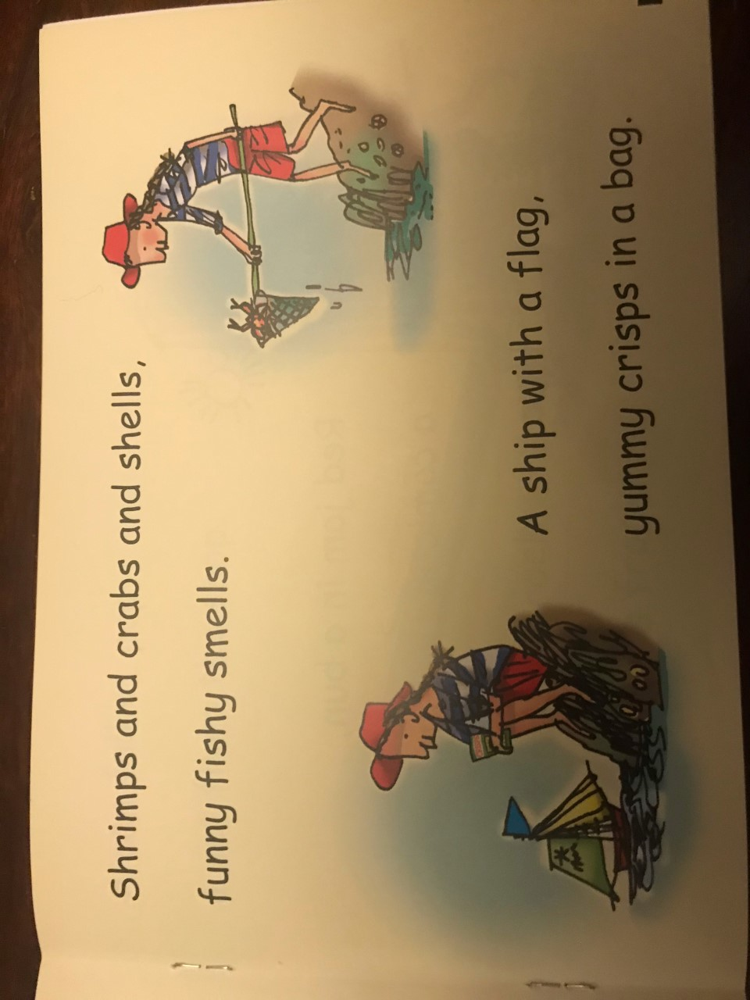 Shrimps and crabs and shells,
funny fishy smells.
A ship with a flag,
yummy crisps in a bag.